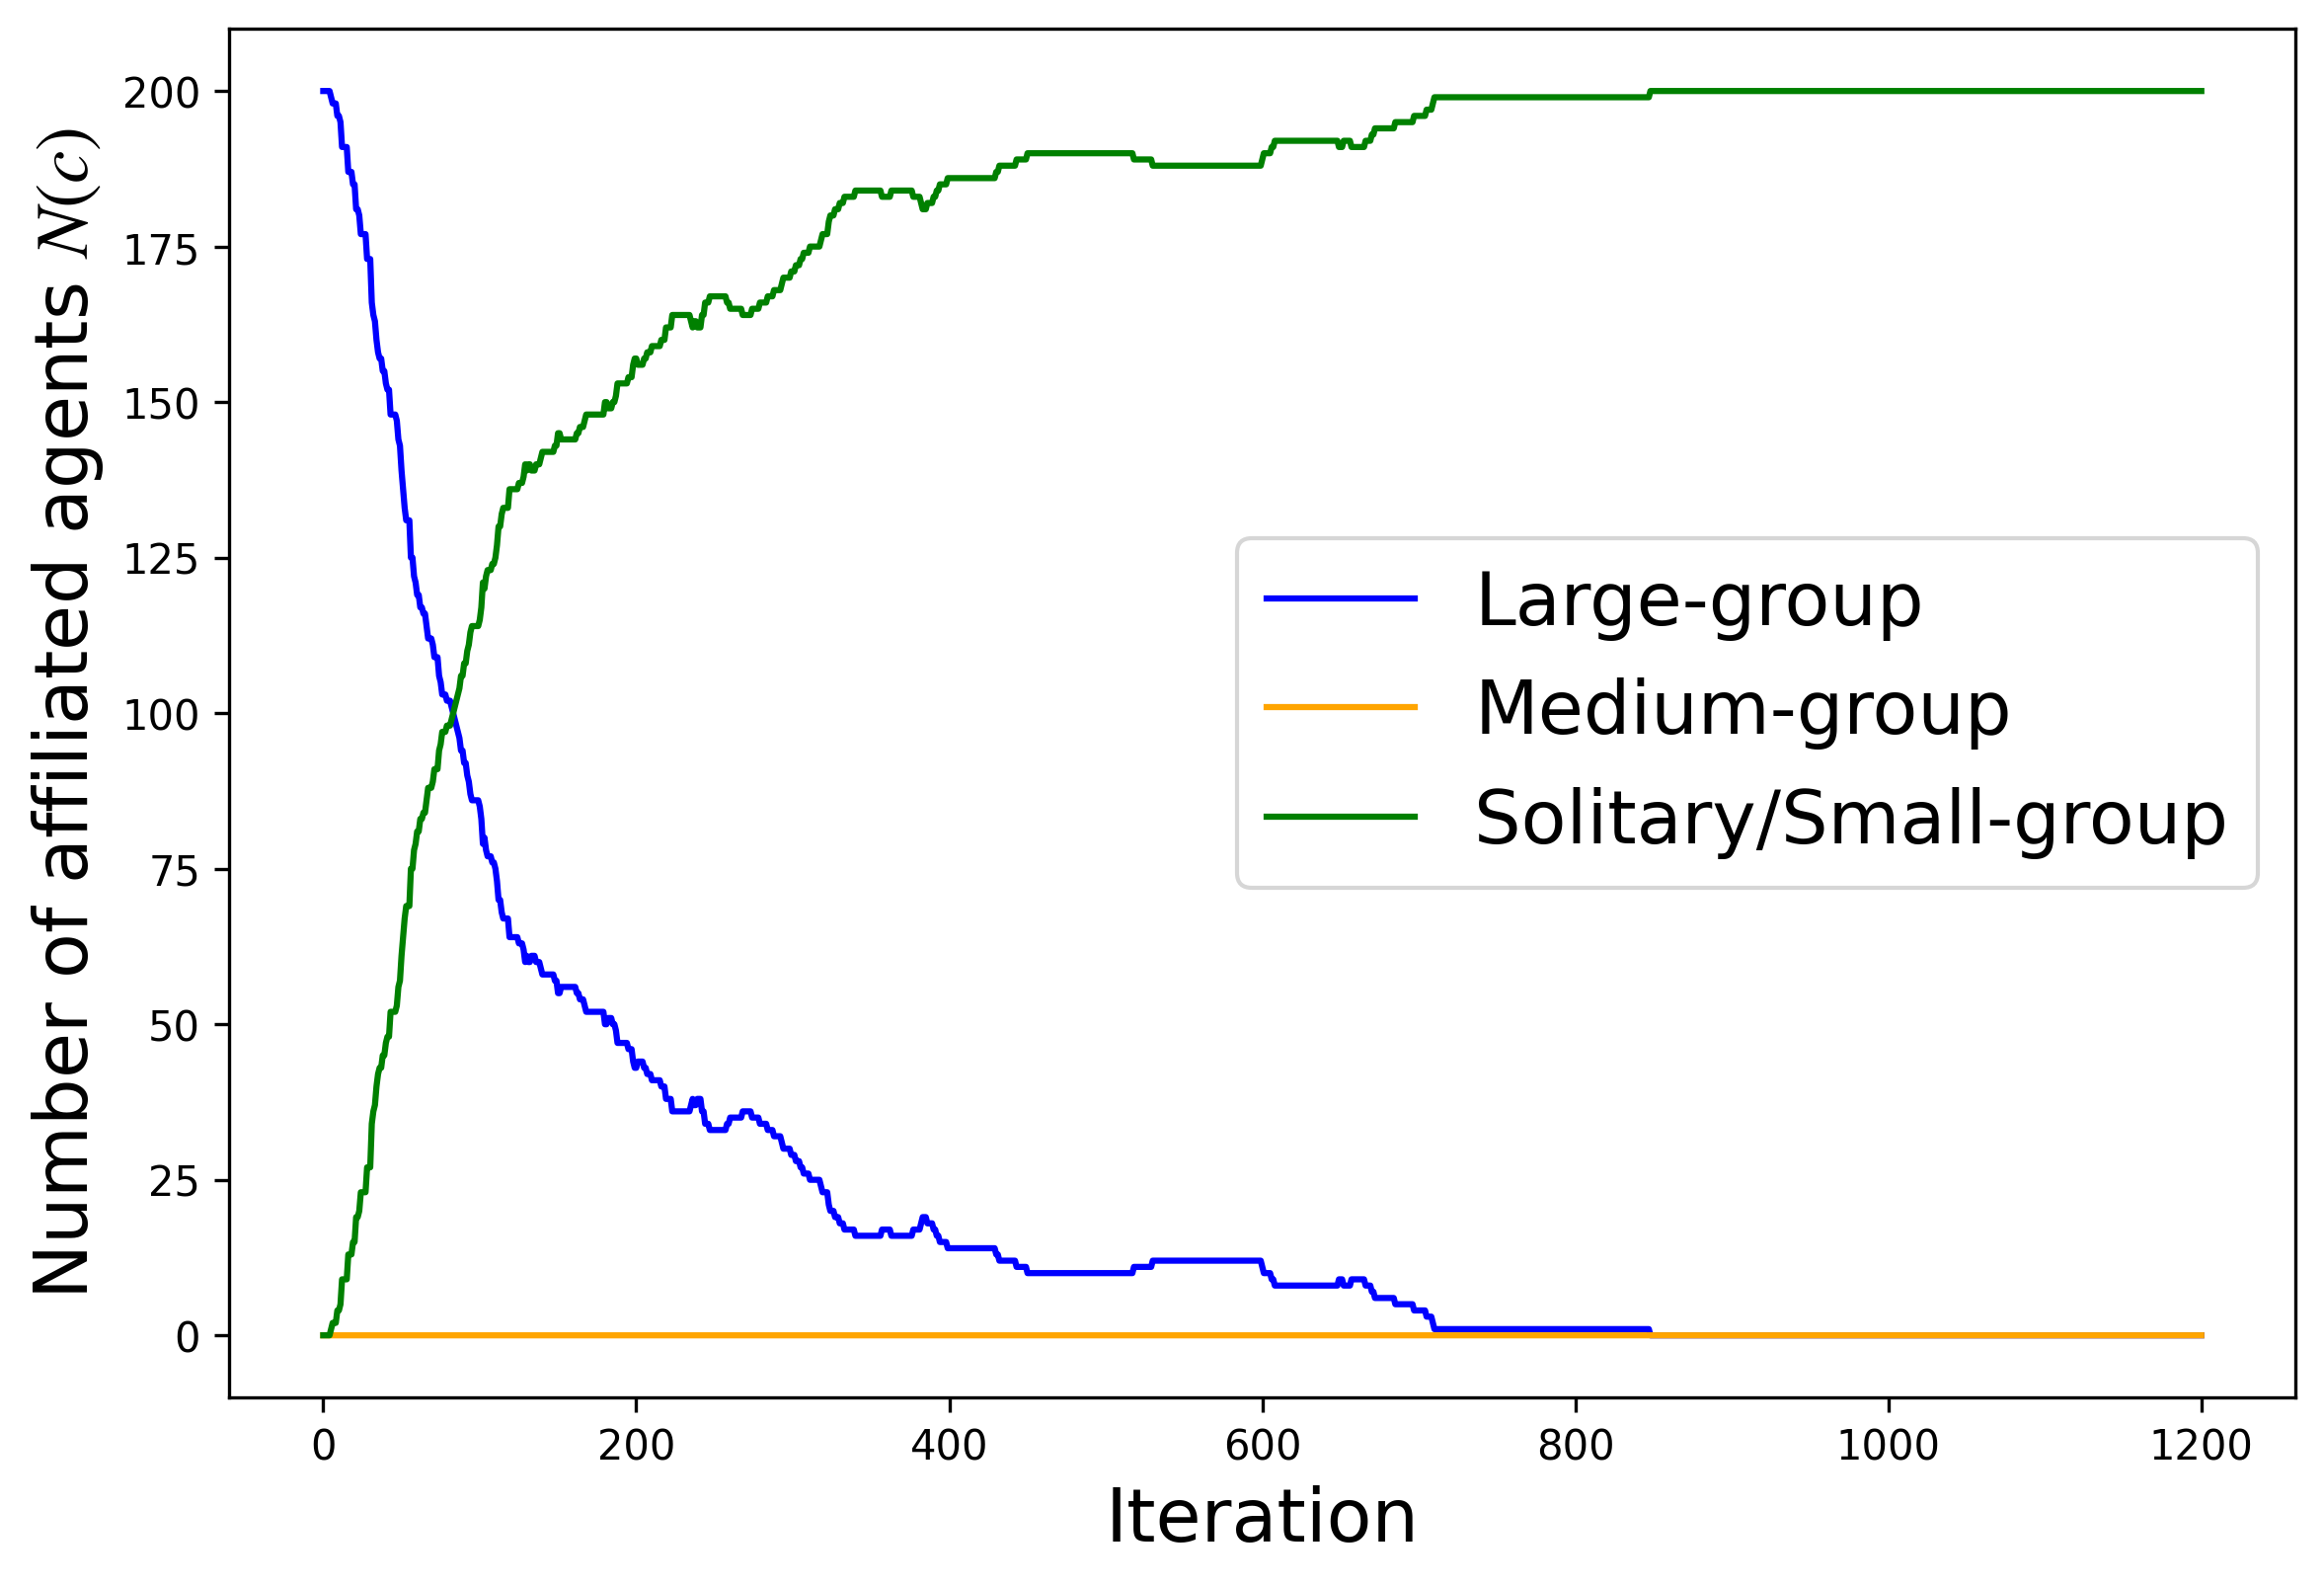 Number of affiliated agents N(c)
200
175
150
125
100
75
50
25
0
Large-group
Medium-group
Solitary/Small-group
0 200 400 600 800 1000 1200
Iteration